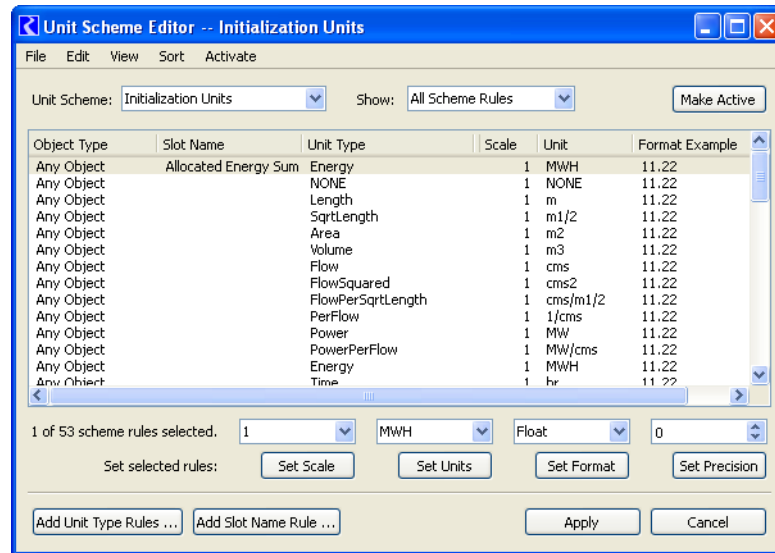 Unit Scheme Editor -- Initialization Units
File Edit View Sort Activate
Unit Scheme: Initialization Units Show: All Scheme Rules Make Active
Object Type Slot Name Unit Type Scale Unit Format Example
Any Object Allocated Energy Sum Energy 1 MWH 11.22
Any Object NONE 1 NONE 11.22
Any Object Length 1 m 11.22
Any Object SqrtLength 1 m1/2 11.22
Any Object Area 1 m2 11.22
Any Object Volume 1 m3 11.22
Any Object Flow 1 cms 11.22
Any Object FlowSquared 1 cms2 11.22
Any Object FlowPerSqrtLength 1 cms/m1/2 11.22
Any Object PerFlow 1 1/cms 11.22
Any Object Power 1 MW 11.22
Any Object PowerPerFlow 1 MW/cms 11.22
Any Object Energy 1 MWH 11.22
Any Object Time 1 hr 11.22
1 of 53 scheme rules selected. 1 MWH Float 0
Set selected rules: Set Scale Set Units Set Format Set Precision
Add Unit Type Rules ... Add Slot Name Rule ... Apply Cancel